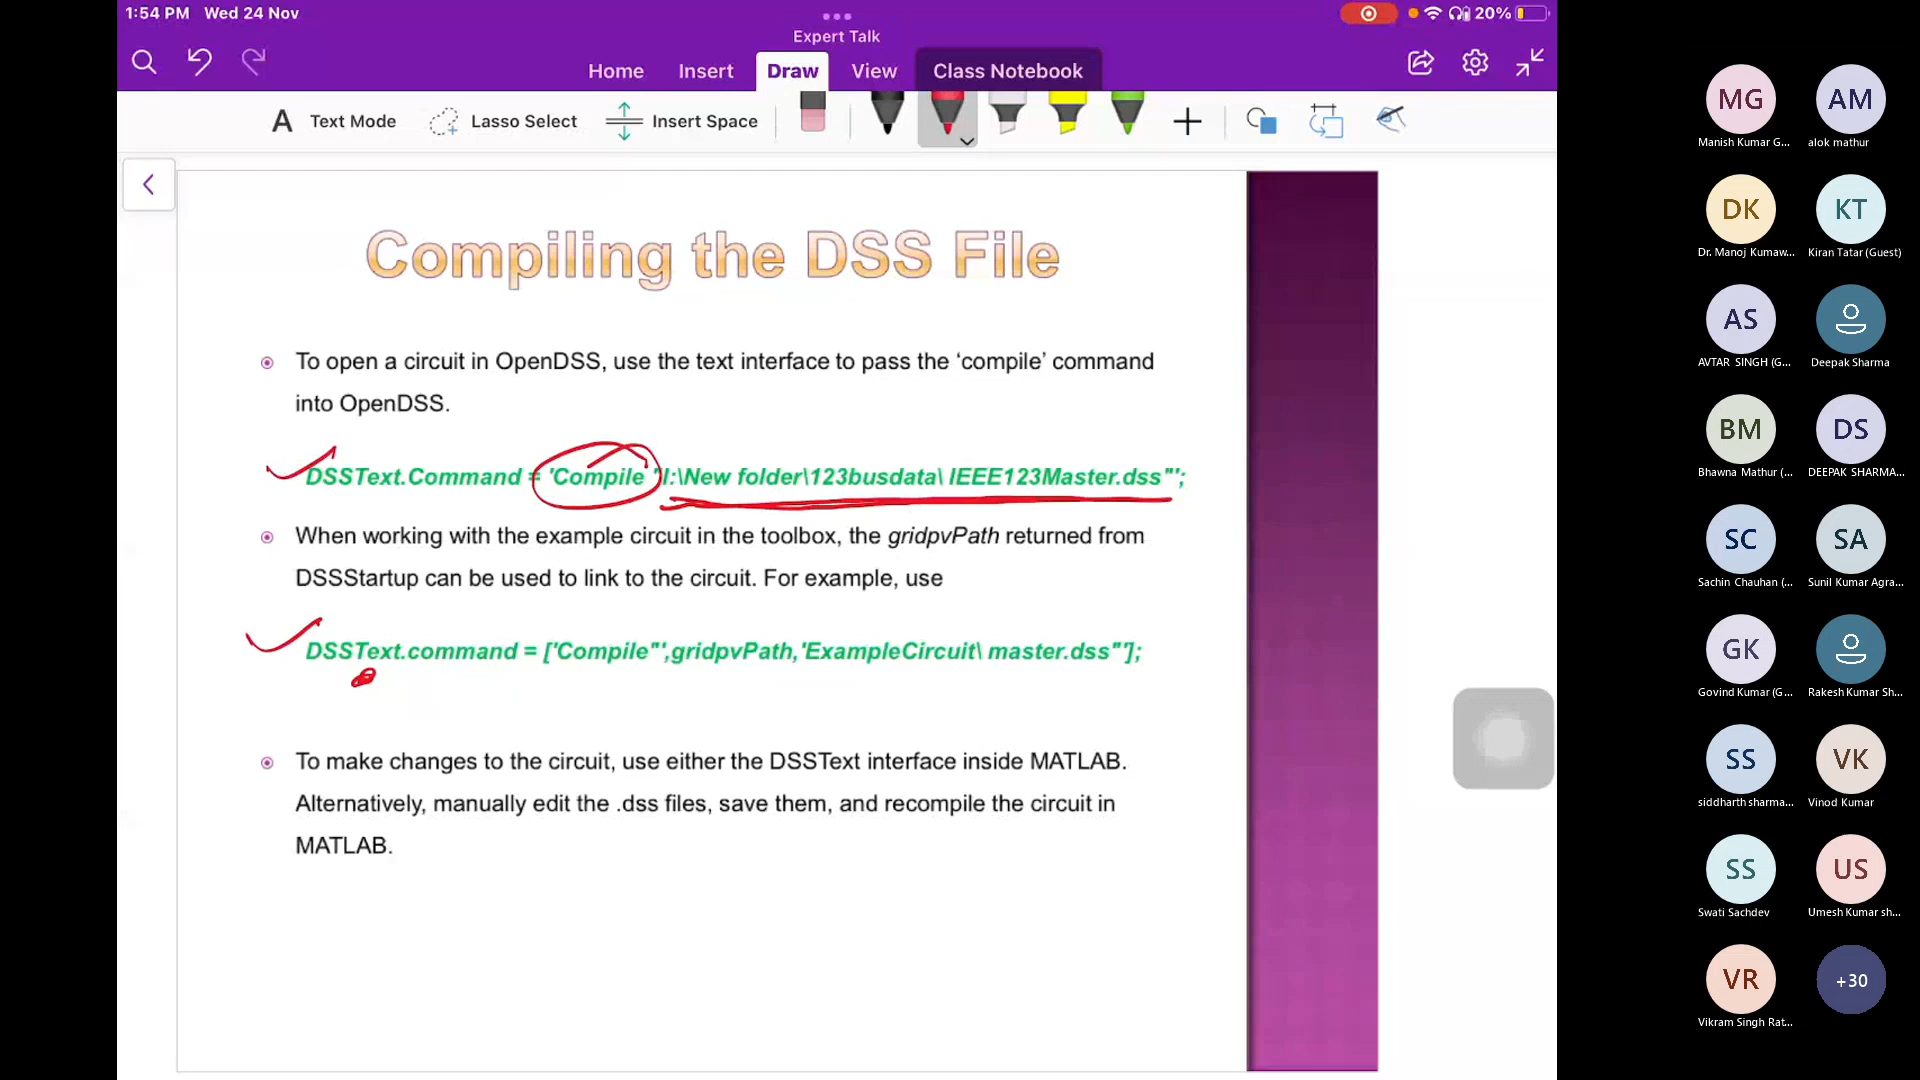 1:54 PM Wed 24 Nov
20%
Expert Talk
Home Insert Draw View Class Notebook
A Text Mode Lasso Select Insert Space
Compiling the DSS File
To open a circuit in OpenDSS, use the text interface to pass the ‘compile’ command
into OpenDSS.
DSSText.Command = 'Compile "I:\New folder\123busdata\ IEEE123Master.dss"';
When working with the example circuit in the toolbox, the gridpvPath returned from
DSSStartup can be used to link to the circuit. For example, use
DSSText.command = ['Compile"',gridpvPath,'ExampleCircuit\ master.dss"'];
To make changes to the circuit, use either the DSSText interface inside MATLAB.
Alternatively, manually edit the .dss files, save them, and recompile the circuit in
MATLAB.
MG AM
Manish Kumar G... alok mathur
DK KT
Dr. Manoj Kumaw... Kiran Tatar (Guest)
AS
AVTAR SINGH (G... Deepak Sharma
BM DS
Bhawna Mathur (... DEEPAK SHARMA...
SC SA
Sachin Chauhan (... Sunil Kumar Agra...
GK
Govind Kumar (G... Rakesh Kumar Sh...
SS VK
siddharth sharma... Vinod Kumar
SS US
Swati Sachdev Umesh Kumar sh...
VR +30
Vikram Singh Rat...